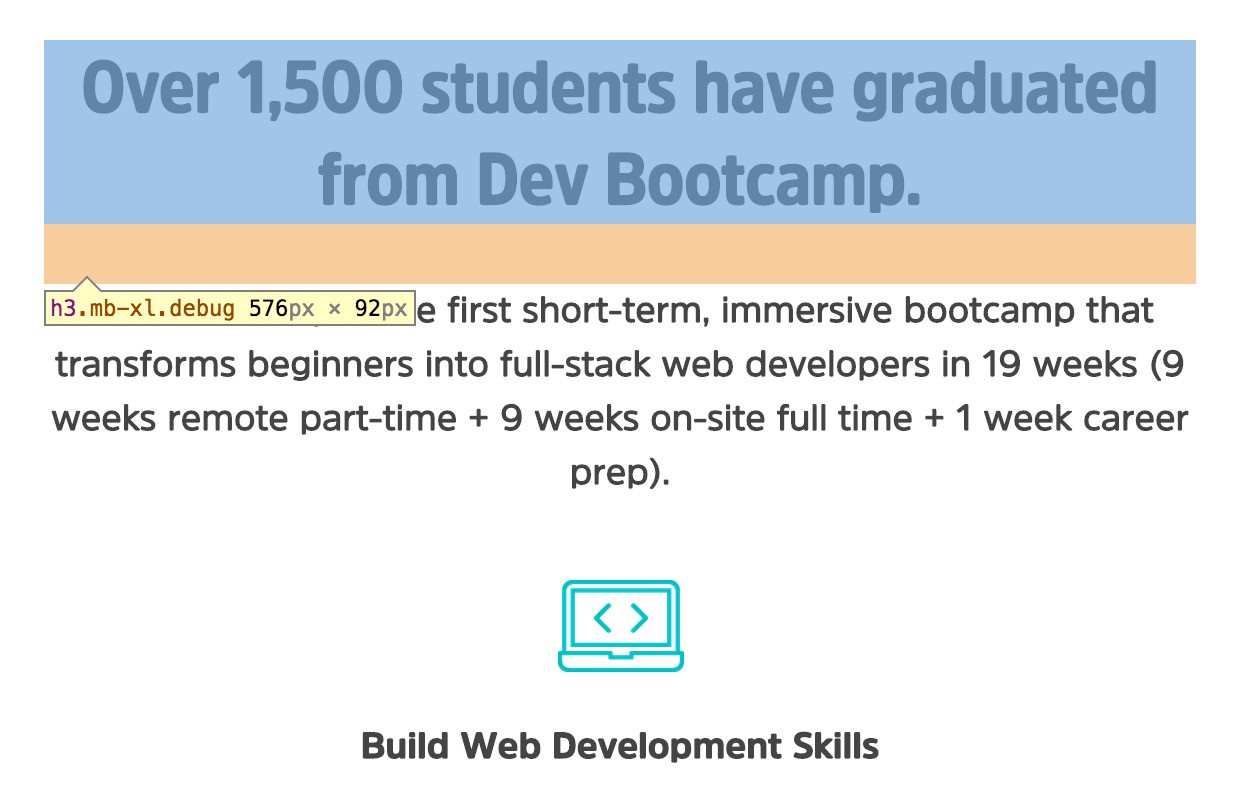 Over 1,500 students have graduated
from Dev Bootcamp.
h3.mb-xl.debug 576px × 92px
e first short-term, immersive bootcamp that
transforms beginners into full-stack web developers in 19 weeks (9
weeks remote part-time + 9 weeks on-site full time + 1 week career
prep).
< >
Build Web Development Skills